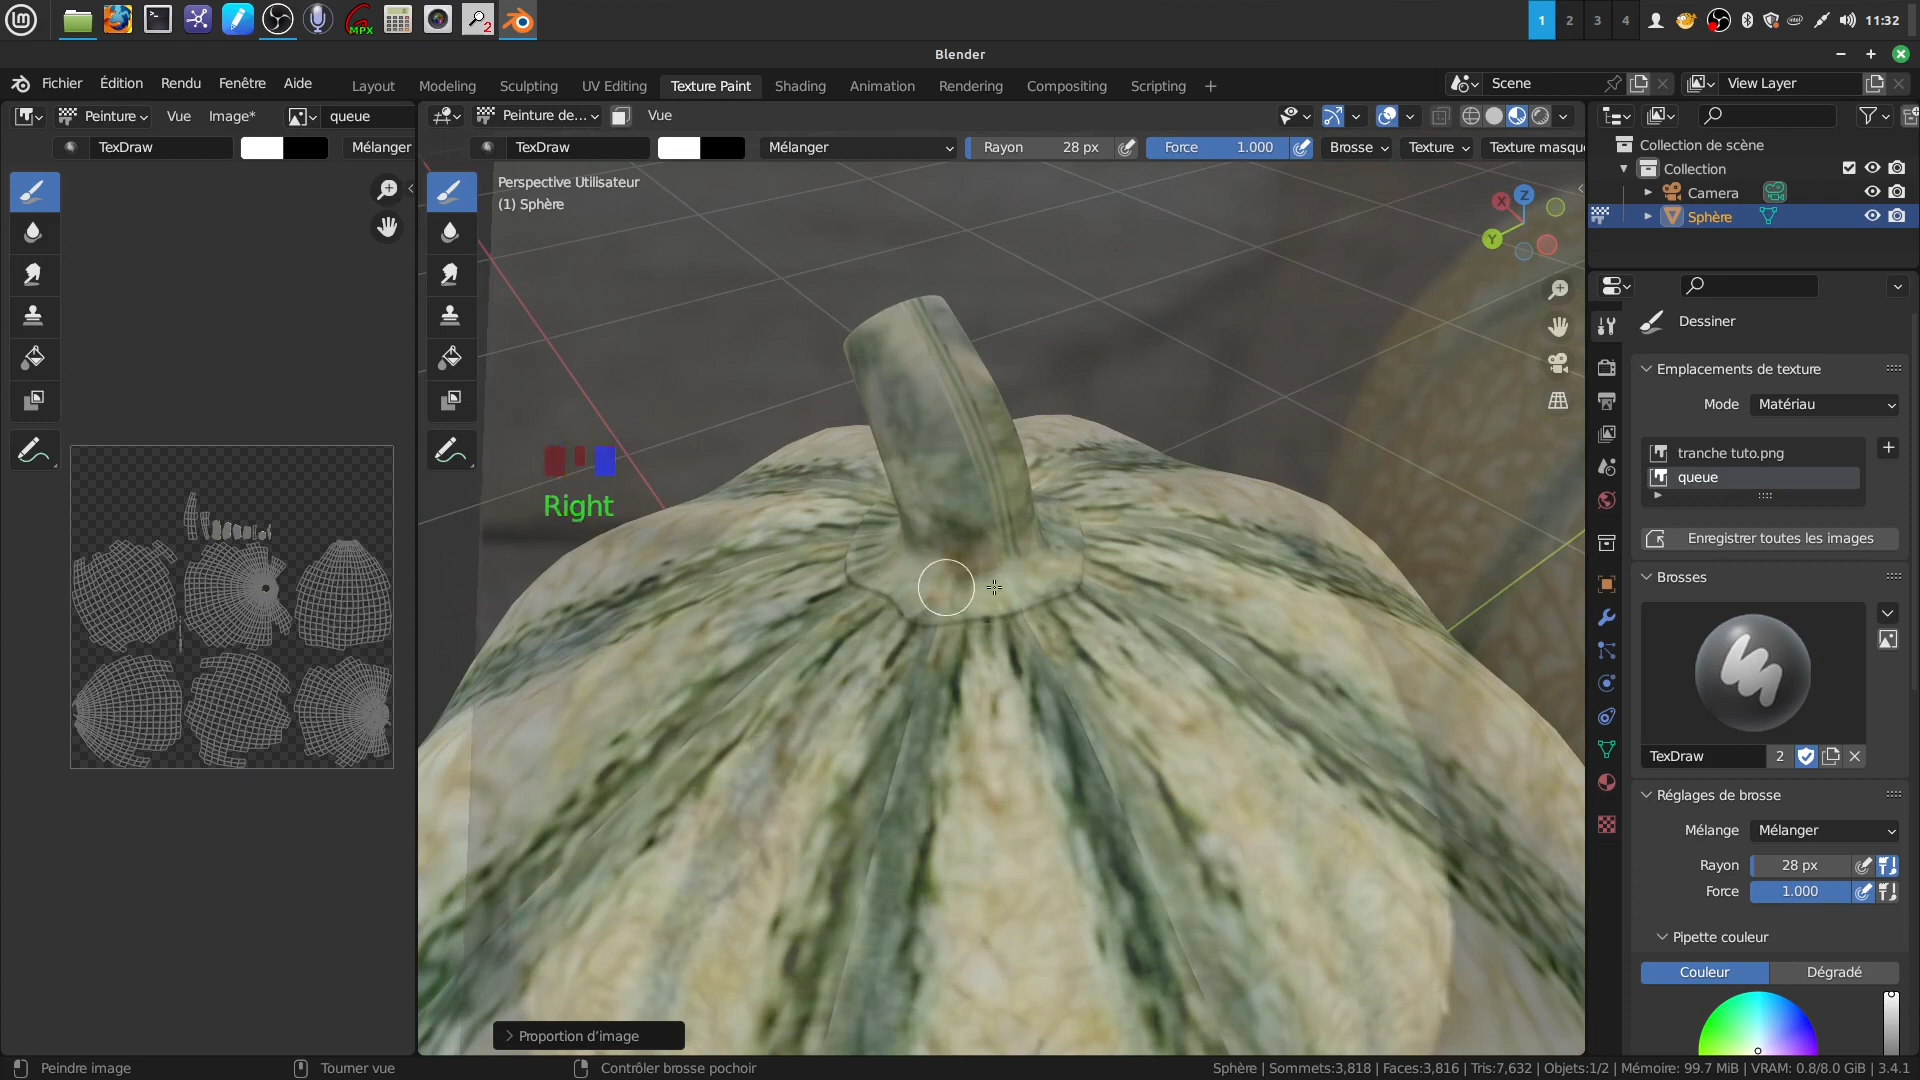 MPX
2
1
2
3
4
11:32
Blender
Fichier Édition Rendu Fenêtre Aide
Layout Modeling Sculpting UV Editing Texture Paint Shading Animation Rendering Compositing Scripting +
Scene
View Layer
Peinture Vue Image* queue
Peinture de... Vue
TexDraw Mélanger
TexDraw Mélanger Rayon 28 px Force 1.000 Brosse Texture Texture masqu
Collection de scène
Collection
Camera
Sphère
Perspective Utilisateur
(1) Sphère
X
Y
Z
Right
Proportion d'image
Dessiner
Emplacements de texture
Mode Matériau
tranche tuto.png
queue
Enregistrer toutes les images
Brosses
TexDraw 2
Réglages de brosse
Mélange Mélanger
Rayon 28 px
Force 1.000
Pipette couleur
Couleur Dégradé
Peindre image Tourner vue Contrôler brosse pochoir Sphère | Sommets:3,818 | Faces:3,816 | Tris:7,632 | Objets:1/2 | Mémoire: 99.7 MiB | VRAM: 0.8/8.0 GiB | 3.4.1